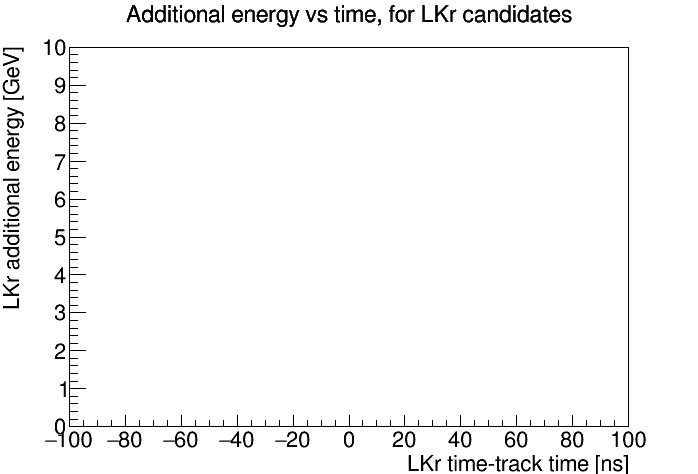 Additional energy vs time, for LKr candidates
LKr additional energy [GeV]
10
9
8
7
6
5
4
3
2
1
0
−100 −80 −60 −40 −20 0 20 40 60 80 100
LKr time-track time [ns]